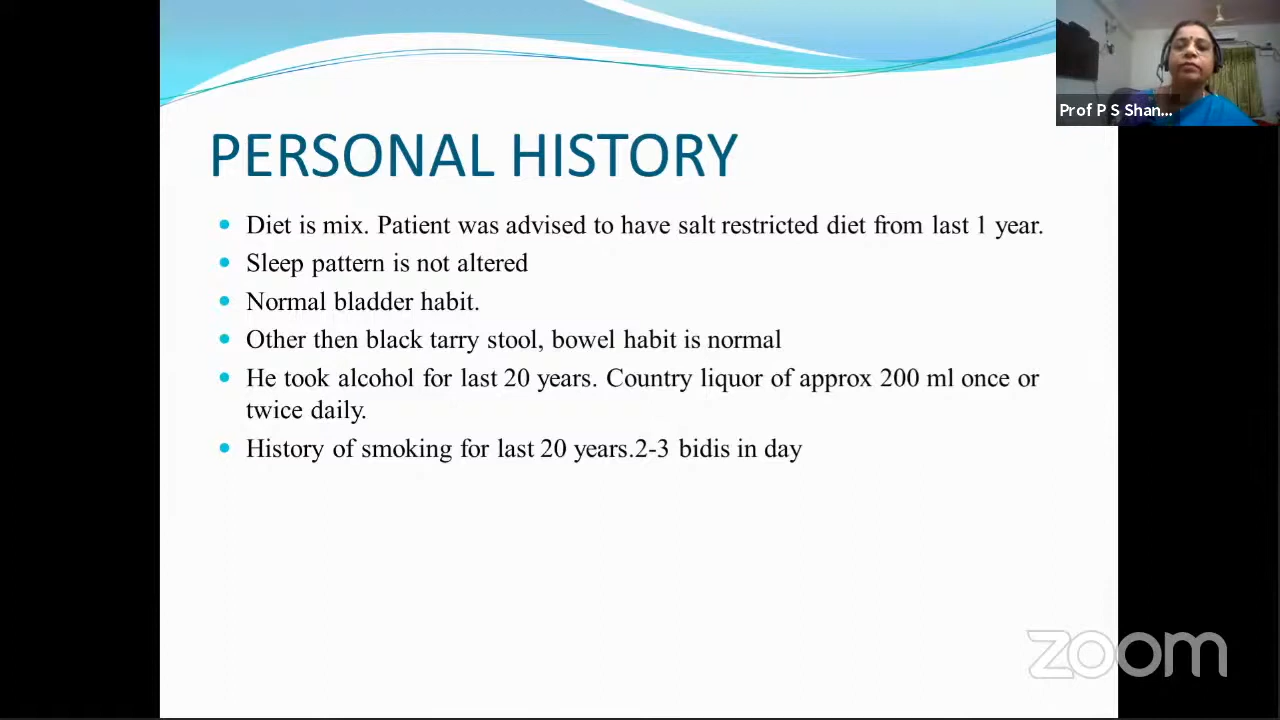 Prof P S Shan...
PERSONAL HISTORY
Diet is mix. Patient was advised to have salt restricted diet from last 1 year.
Sleep pattern is not altered
Normal bladder habit.
Other then black tarry stool, bowel habit is normal
He took alcohol for last 20 years. Country liquor of approx 200 ml once or
twice daily.
History of smoking for last 20 years.2-3 bidis in day
zoom